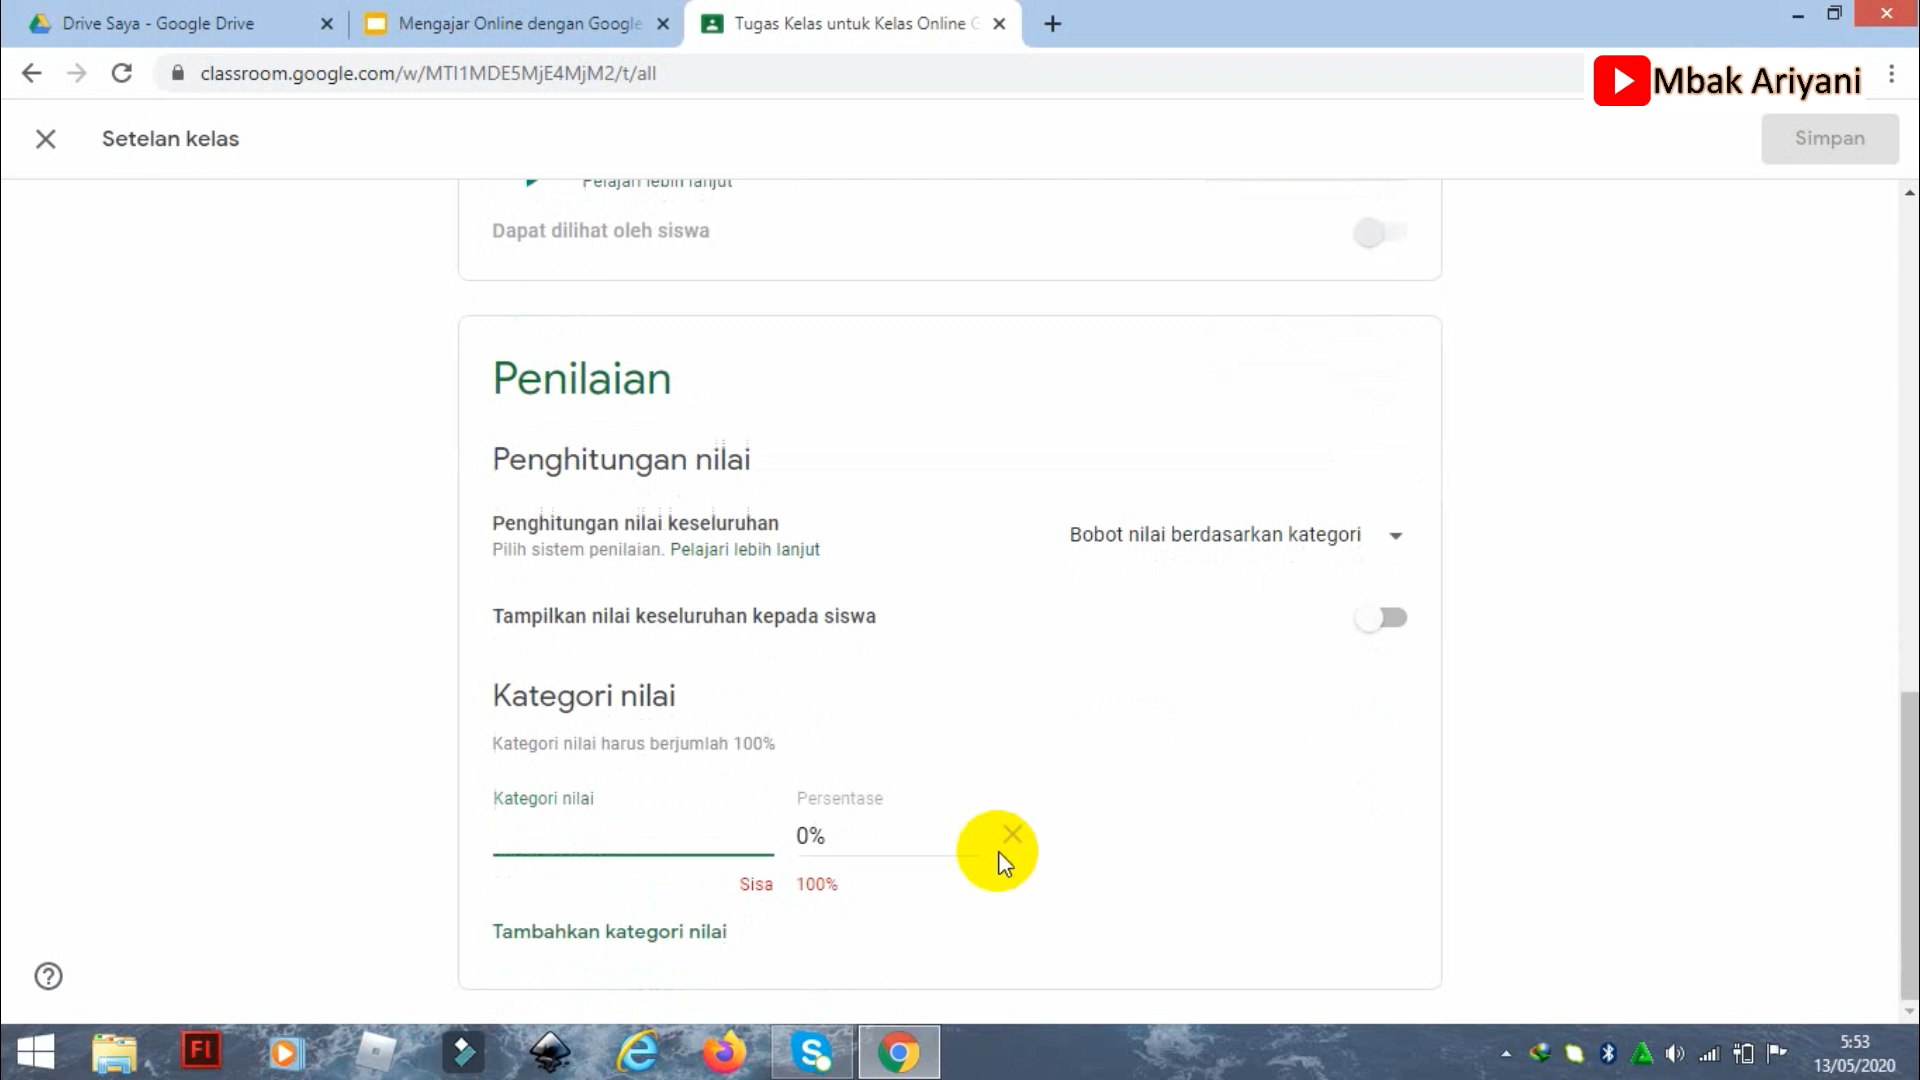 Drive Saya - Google Drive
Mengajar Online dengan Google
Tugas Kelas untuk Kelas Online G
classroom.google.com/w/MTI1MDE5MjE4MjM2/t/all
Mbak Ariyani
Setelan kelas
Simpan
Pelajari lebih lanjut
Dapat dilihat oleh siswa
Penilaian
Penghitungan nilai
Penghitungan nilai keseluruhan
Pilih sistem penilaian. Pelajari lebih lanjut
Bobot nilai berdasarkan kategori
Tampilkan nilai keseluruhan kepada siswa
Kategori nilai
Kategori nilai harus berjumlah 100%
Kategori nilai
Persentase
0%
Sisa 100%
Tambahkan kategori nilai
Fl
5:53
13/05/2020